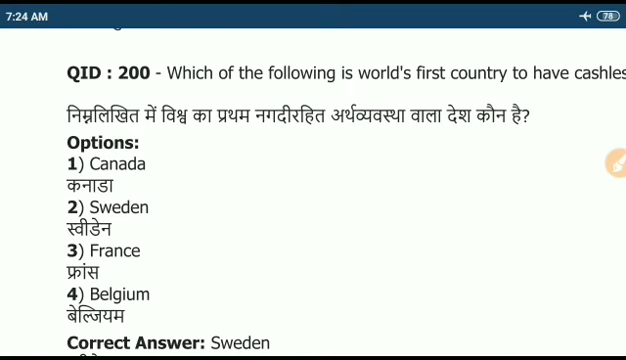 7:24 AM
78
QID : 200 - Which of the following is world's first country to have cashles
निम्नलिखित में विश्व का प्रथम नगदीरहित अर्थव्यवस्था वाला देश कौन है?
Options:
1) Canada
कनाडा
2) Sweden
स्वीडेन
3) France
फ्रांस
4) Belgium
बेल्जियम
Correct Answer: Sweden